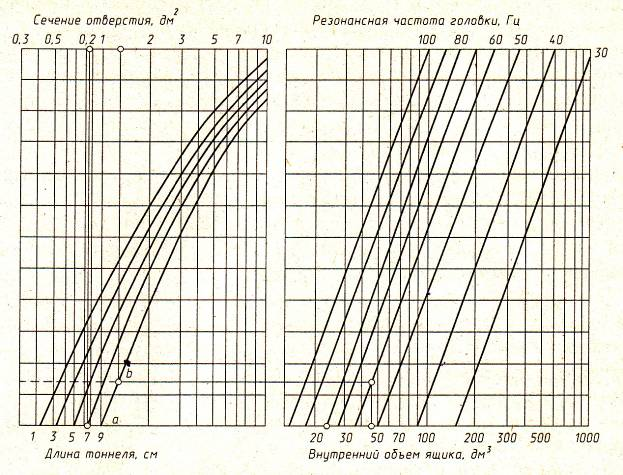 Сечение отверстия, дм²
Резонансная частота головки, Гц
0.3 0.5 0.7 0,2 1 2 3 5 7 10
100 80 60 50 40
30
b
a
1 3 5 7 9
20 30 50 70 100 200 300 500 1000
Длина тоннеля, см
Внутренний объем ящика, дм³